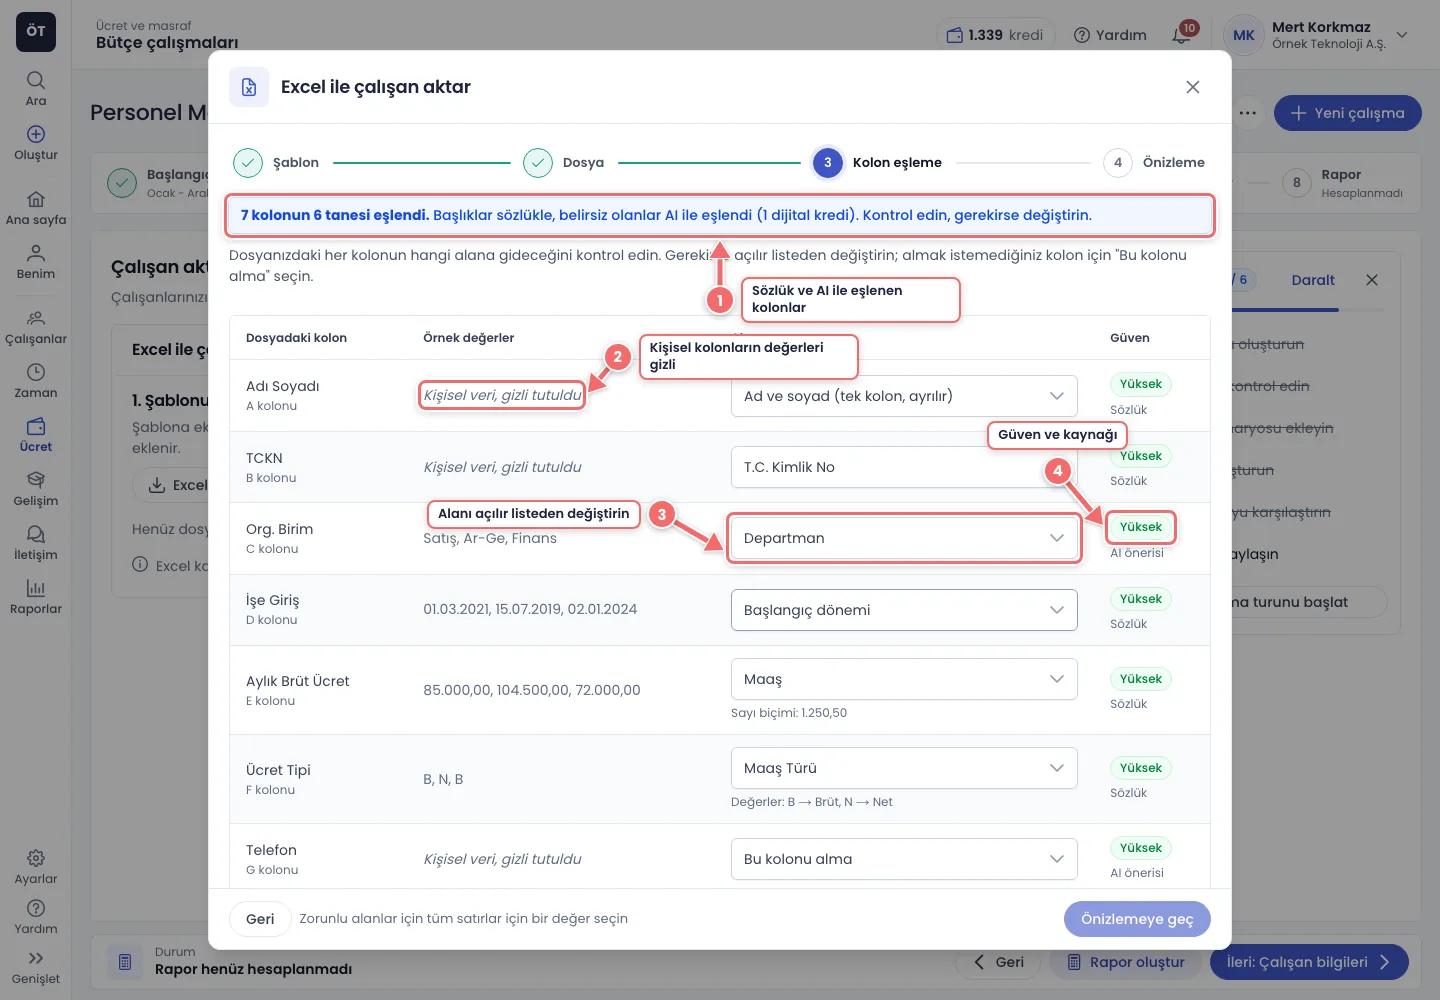 ÖT
Ücret ve masraf
Bütçe çalışmaları
1.339 kredi
Yardım
10
MK
Mert Korkmaz
Örnek Teknoloji A.Ş.
Ara
Oluştur
Ana sayfa
Benim
Çalışanlar
Zaman
Ücret
Gelişim
İletişim
Raporlar
Ayarlar
Yardım
Genişlet
Personel M
Yeni çalışma
Ocak - Aral
8
Rapor
Hesaplanmadı
Çalışan akt
Çalışanlarınızı
Excel ile ç
1. Şablonu
Şablona ek
eklenir.
Excel
Henüz dosy
/ 6
Daralt
oluşturun
ontrol edin
aryosu ekleyin
şturun
yu karşılaştırın
aylaşın
ma turunu başlat
Excel ile çalışan aktar
Şablon
Dosya
3
Kolon eşleme
4
Önizleme
7 kolonun 6 tanesi eşlendi. Başlıklar sözlükle, belirsiz olanlar AI ile eşlendi (1 dijital kredi). Kontrol edin, gerekirse değiştirin.
Dosyanızdaki her kolonun hangi alana gideceğini kontrol edin. açılır listeden değiştirin; almak istemediğiniz kolon için "Bu kolonu
alma" seçin.
1
Sözlük ve AI ile eşlenen
kolonlar
Dosyadaki kolon
Örnek değerler
Güven
2
Kişisel kolonların değerleri
gizli
Adı Soyadı
A kolonu
Kişisel veri, gizli tutuldu
Ad ve soyad (tek kolon, ayrılır)
Yüksek
Sözlük
TCKN
B kolonu
Kişisel veri, gizli tutuldu
T.C. Kimlik No
Güven ve kaynağı
Yüksek
Sözlük
4
Alanı açılır listeden değiştirin
3
Org. Birim
C kolonu
Satış, Ar-Ge, Finans
Departman
Yüksek
AI önerisi
İşe Giriş
D kolonu
01.03.2021, 15.07.2019, 02.01.2024
Başlangıç dönemi
Yüksek
Sözlük
Aylık Brüt Ücret
E kolonu
85.000,00, 104.500,00, 72.000,00
Maaş
Sayı biçimi: 1.250,50
Yüksek
Sözlük
Ücret Tipi
F kolonu
B, N, B
Maaş Türü
Değerler: B → Brüt, N → Net
Yüksek
Sözlük
Telefon
G kolonu
Kişisel veri, gizli tutuldu
Bu kolonu alma
Yüksek
AI önerisi
Geri
Zorunlu alanlar için tüm satırlar için bir değer seçin
Önizlemeye geç
Durum
Rapor henüz hesaplanmadı
Geri
Rapor oluştur
İleri: Çalışan bilgileri